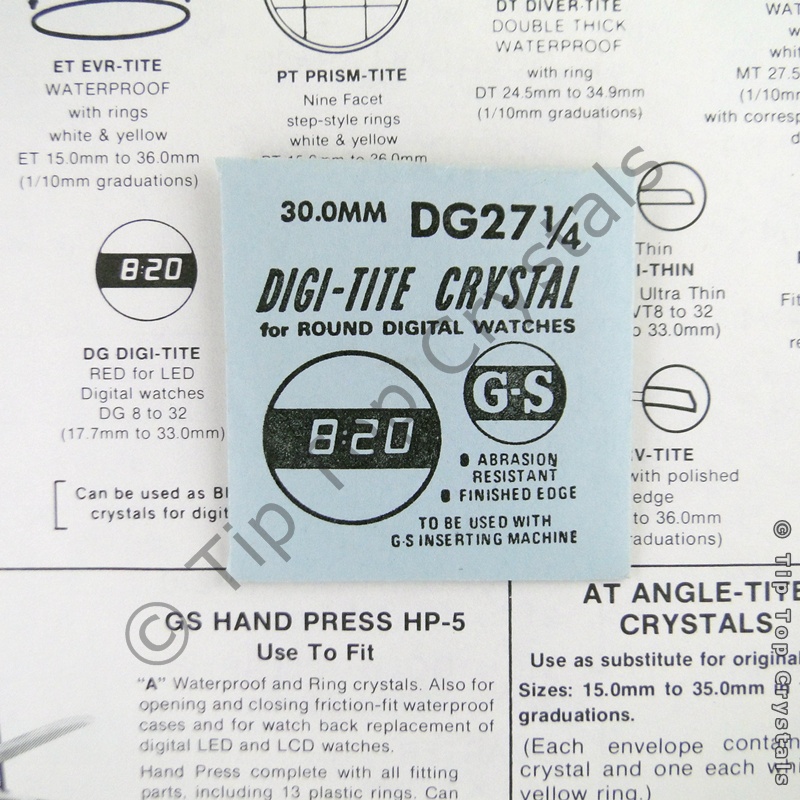 ET EVR-TITE
WATERPROOF
with rings
white & yellow
ET 15.0mm to 36.0mm
(1/10mm graduations)
PT PRISM-TITE
Nine Facet
step-style rings
white & yellow
DT DIVER-TITE
DOUBLE THICK
WATERPROOF
with ring
DT 24.5mm to 34.9mm
(1/10mm graduations)
MT 27.5
(1/10mm
with
8:20
DG DIGI-TITE
RED for LED
Digital watches
DG 8 to 32
(17.7mm to 33.0mm)
Can be used as
crystals for
30.0MM DG27 1/4
DIGI-TITE CRYSTAL
for ROUND DIGITAL WATCHES
8:20
G-S
ABRASION
RESISTANT
FINISHED EDGE
TO BE USED WITH
G-S INSERTING MACHINE
Thin
I-THIN
Ultra Thin
VT8 to 32
33.0mm)
V-TITE
with polished
edge
to 36.0mm
GS HAND PRESS HP-5
Use To Fit
"A" Waterproof and Ring crystals. Also for
opening and closing friction-fit waterproof
cases and for watch back replacement of
digital LED and LCD watches.
Hand Press complete with all fitting
parts, including 13 plastic rings. Can
AT ANGLE-TITE
CRYSTALS
Use as substitute for
Sizes: 15.0mm to 35.0mm
graduations.
(Each envelope
crystal and one each
yellow ring.)
© Tip Top Crystals
© Tip Top Crystals